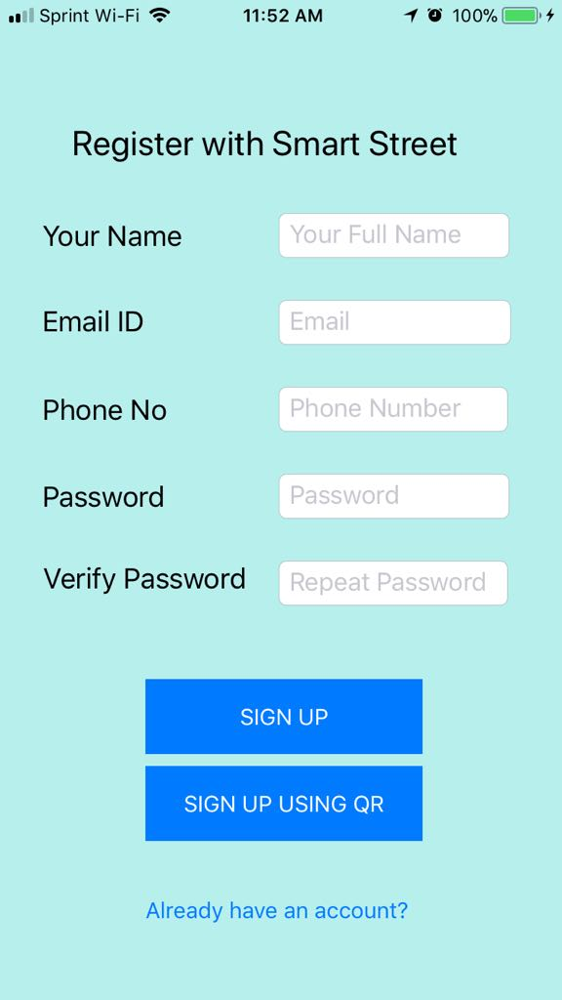 Sprint Wi-Fi 11:52 AM 100%
Register with Smart Street
Your Name Your Full Name
Email ID Email
Phone No Phone Number
Password Password
Verify Password Repeat Password
SIGN UP
SIGN UP USING QR
Already have an account?